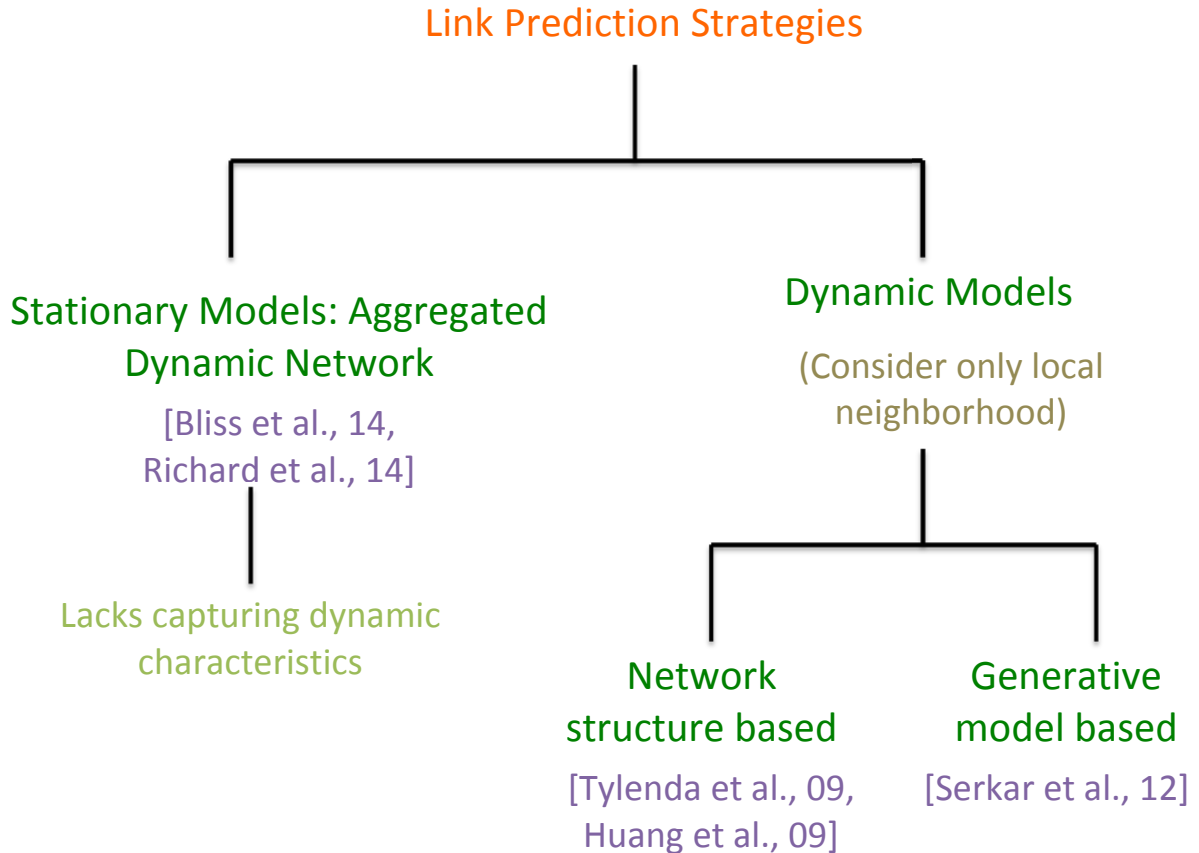 Link Prediction Strategies
Stationary Models: Aggregated
Dynamic Network
[Bliss et al., 14,
Richard et al., 14]
Lacks capturing dynamic
characteristics
Dynamic Models
(Consider only local
neighborhood)
Network
structure based
[Tylenda et al., 09,
Huang et al., 09]
Generative
model based
[Serkar et al., 12]